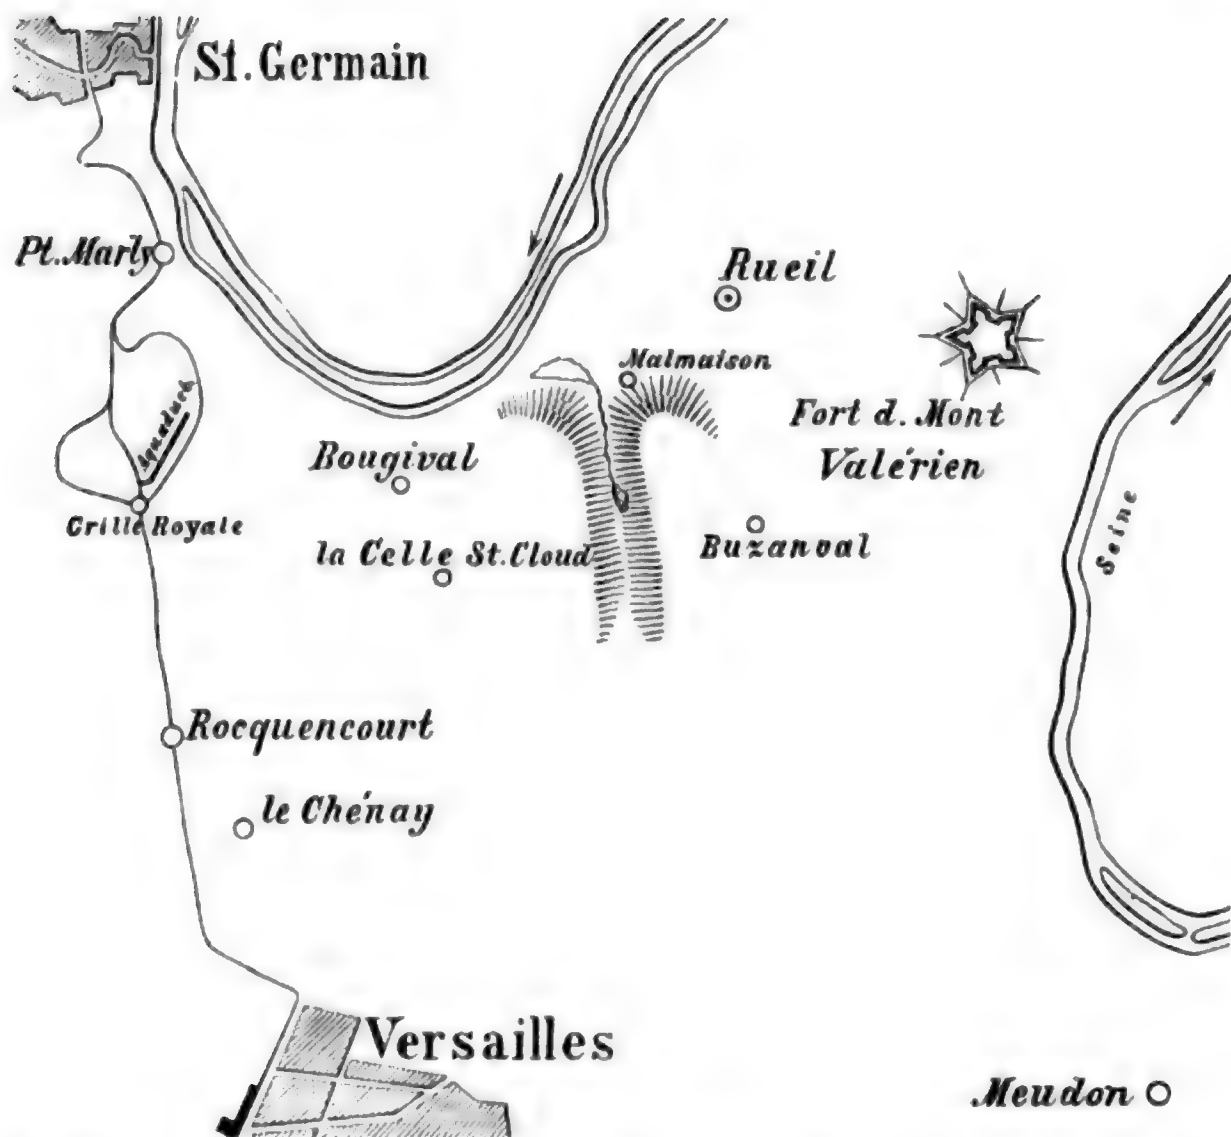 St. Germain
Pt. Marly
Rueil
Malmaison
Fort d. Mont
Valérien
Aquaduct
Bougival
Grille Royale
la Celle St. Cloud
Buzanval
Seine
Rocquencourt
le Chénay
Versailles
Meudon